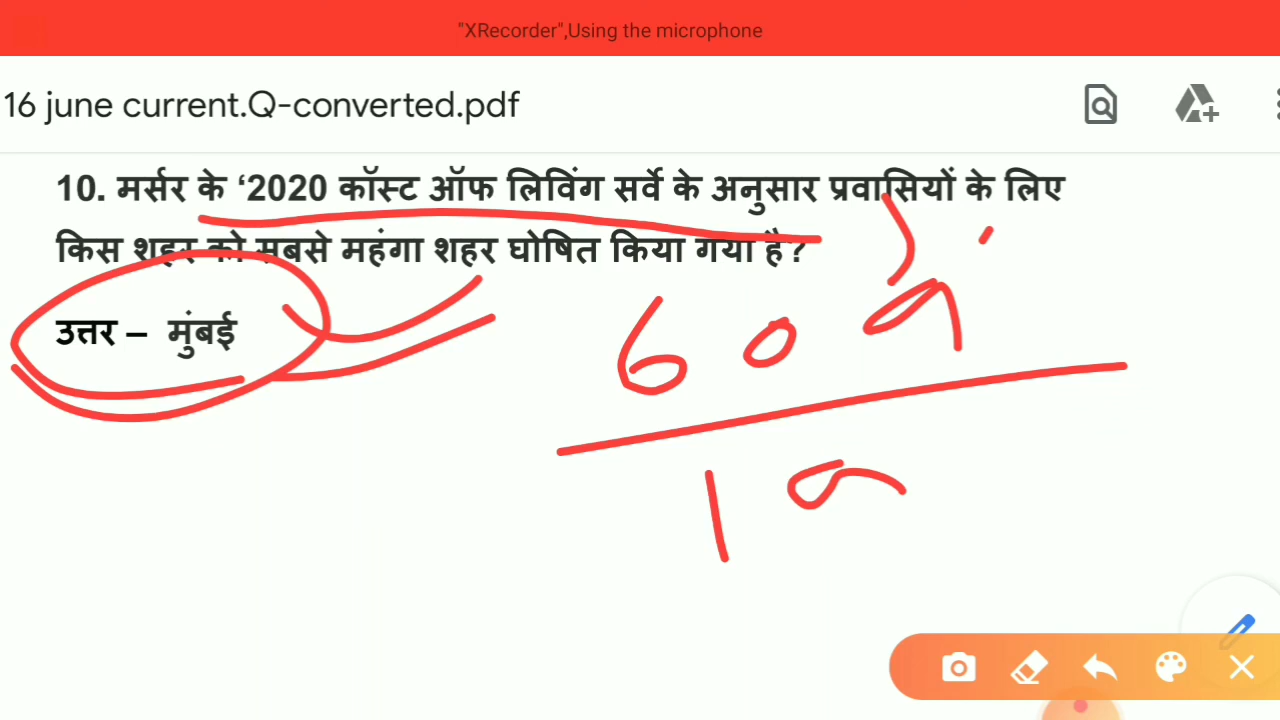 "XRecorder",Using the microphone
16 june current.Q-converted.pdf
10. मर्सर के ‘2020 कॉस्ट ऑफ लिविंग सर्वे के अनुसार प्रवासियों के लिए
किस शहर को सबसे महंगा शहर घोषित किया गया है?
उत्तर – मुंबई
60 वां
1